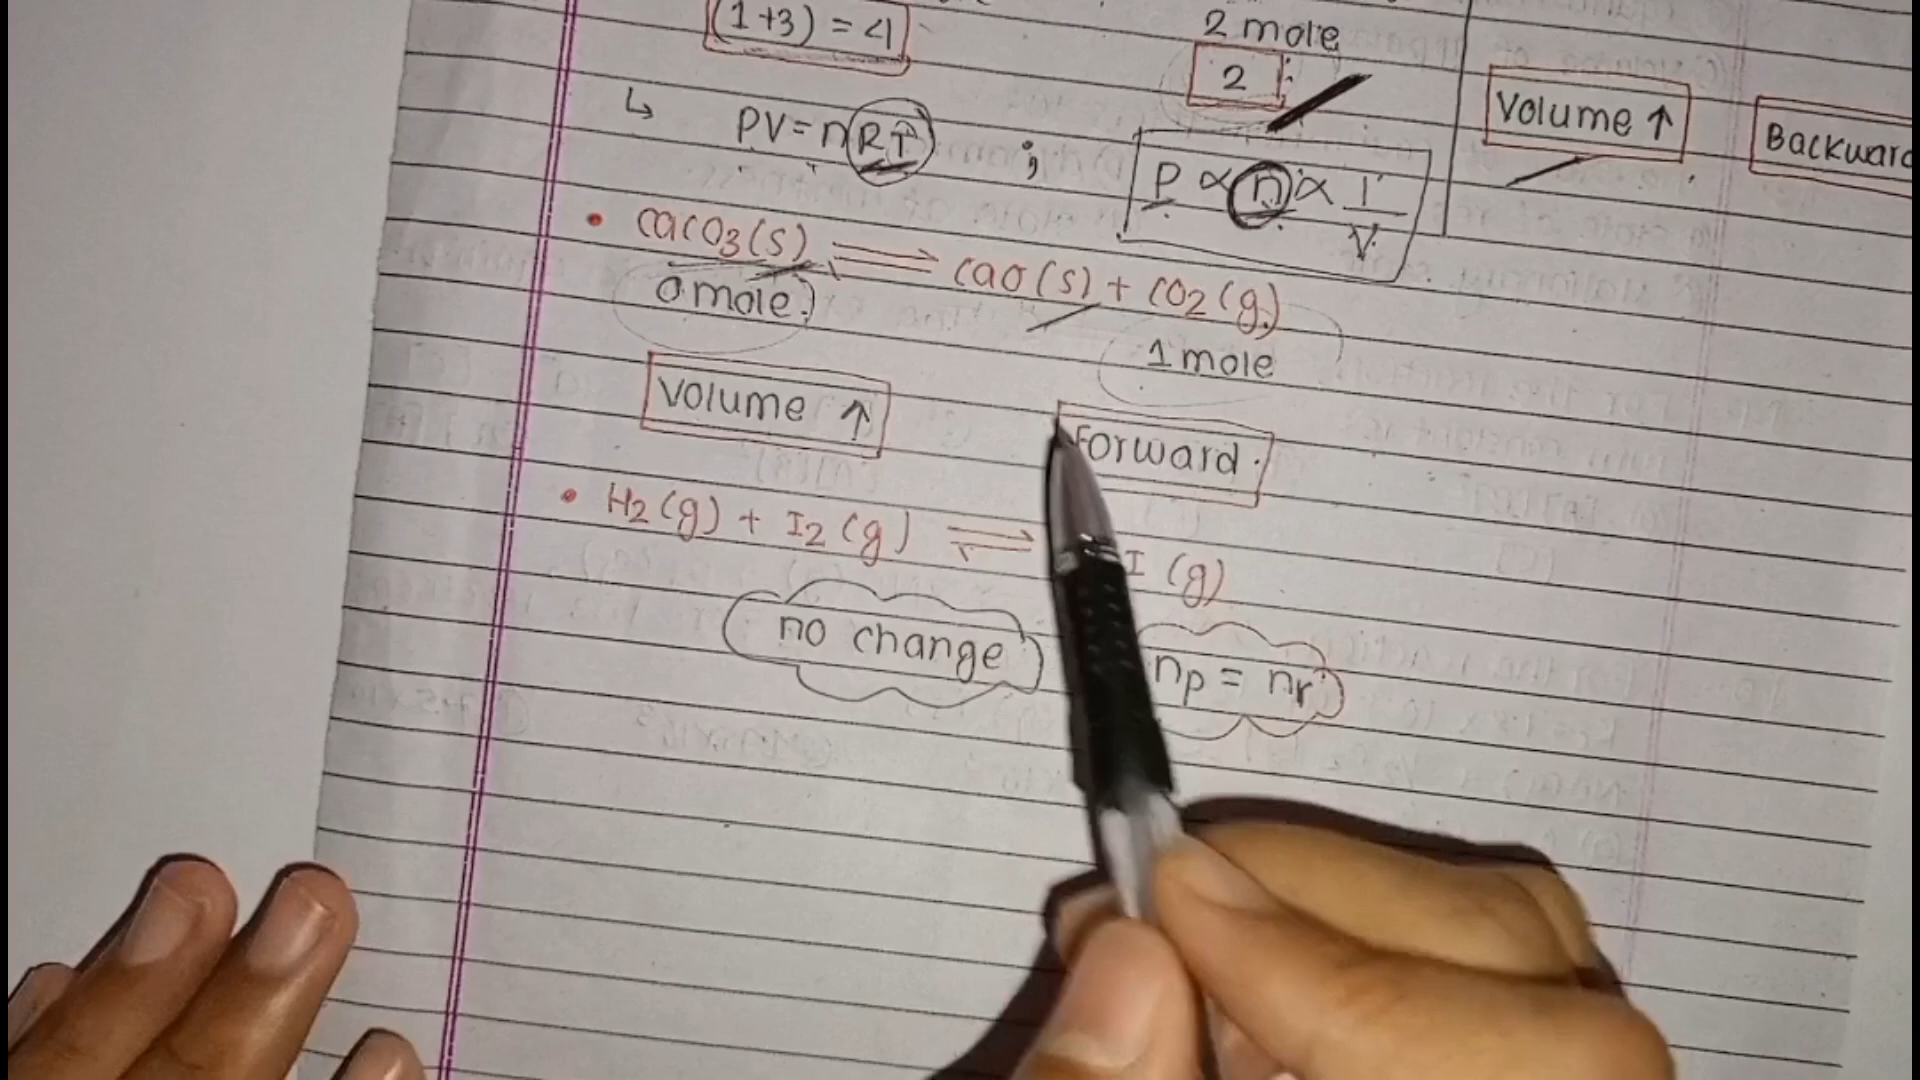 (1+3) = 4
2 mole
2
Volume ↑
Backward
↳ PV = nRT ;
P ∝ n ∝ 1/V
• CaCO3(s) ⇌ CaO(s) + CO2(g)
0 mole
1 mole
Volume ↑
Forward
• H2(g) + I2(g) ⇌ I(g)
no change
np = nr